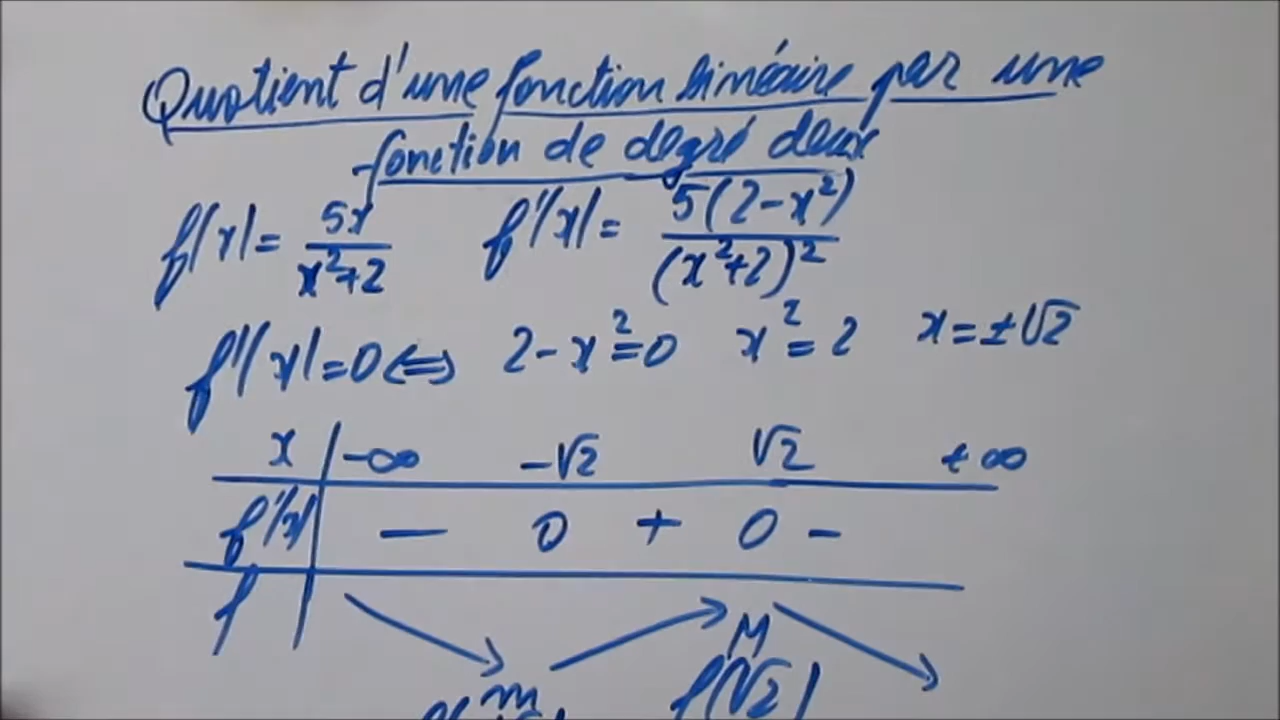 Quotient d'une fonction linéaire par une
fonction de degré deux
f(x) = 5x / x²+2 f'(x) = 5(2-x²) / (x²+2)²
f'(x) = 0 ⇔ 2-x² = 0 x² = 2 x = ±√2
x -∞ -√2 √2 +∞
f'(x) - 0 + 0 -
f
m M
f(√2)